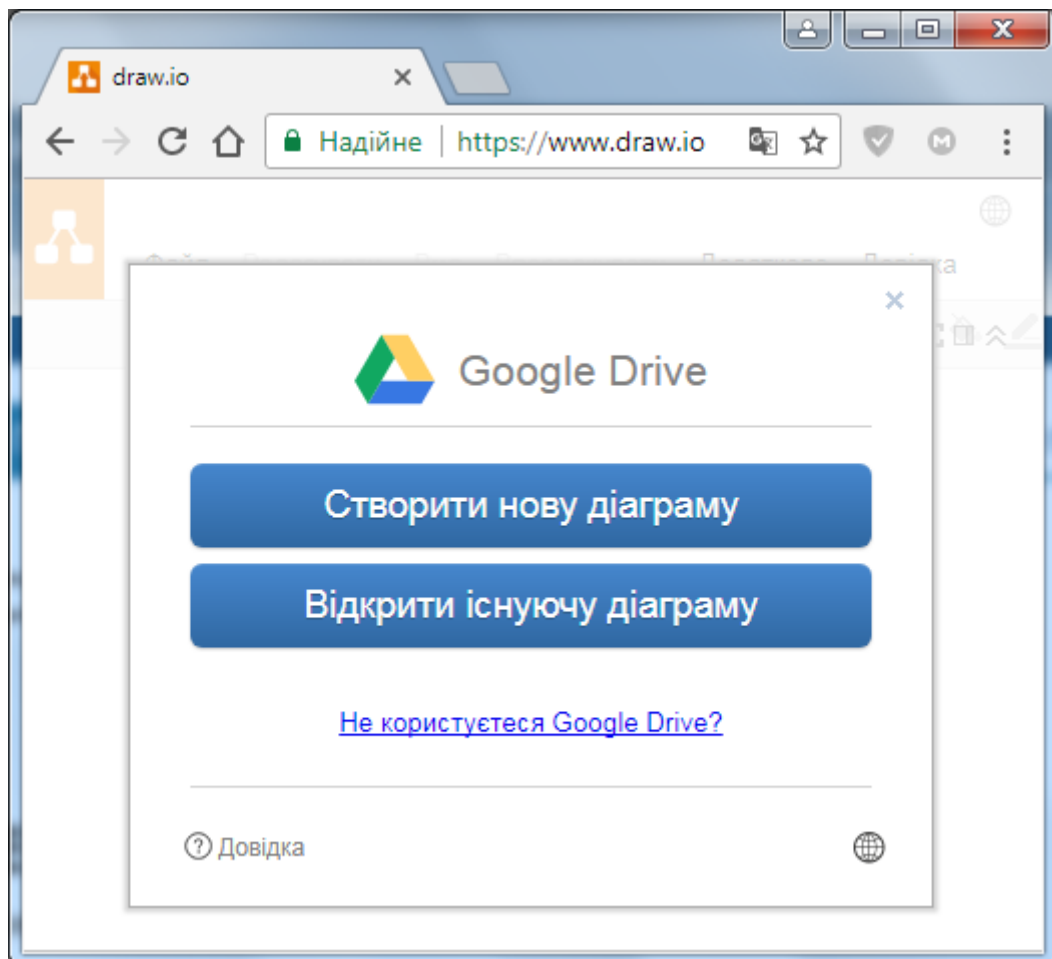 draw.io
Надійне https://www.draw.io
Google Drive
Створити нову діаграму
Відкрити існуючу діаграму
Не користуєтеся Google Drive?
Довідка